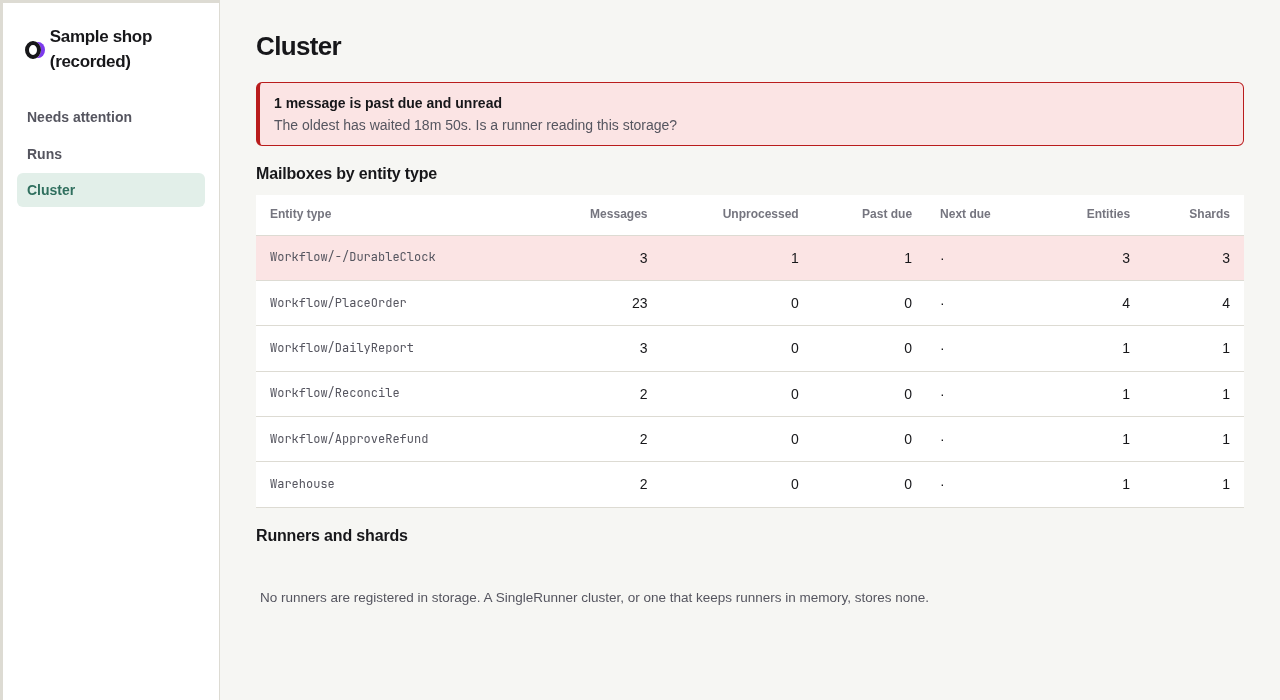 Sample shop
(recorded)
Needs attention
Runs
Cluster
Cluster
1 message is past due and unread
The oldest has waited 18m 50s. Is a runner reading this storage?
Mailboxes by entity type
Entity type Messages Unprocessed Past due Next due Entities Shards
Workflow/-/DurableClock 3 1 1 · 3 3
Workflow/PlaceOrder 23 0 0 · 4 4
Workflow/DailyReport 3 0 0 · 1 1
Workflow/Reconcile 2 0 0 · 1 1
Workflow/ApproveRefund 2 0 0 · 1 1
Warehouse 2 0 0 · 1 1
Runners and shards
No runners are registered in storage. A SingleRunner cluster, or one that keeps runners in memory, stores none.